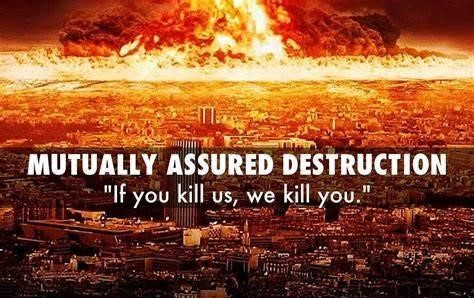 MUTUALLY ASSURED DESTRUCTION
"If you kill us, we kill you."